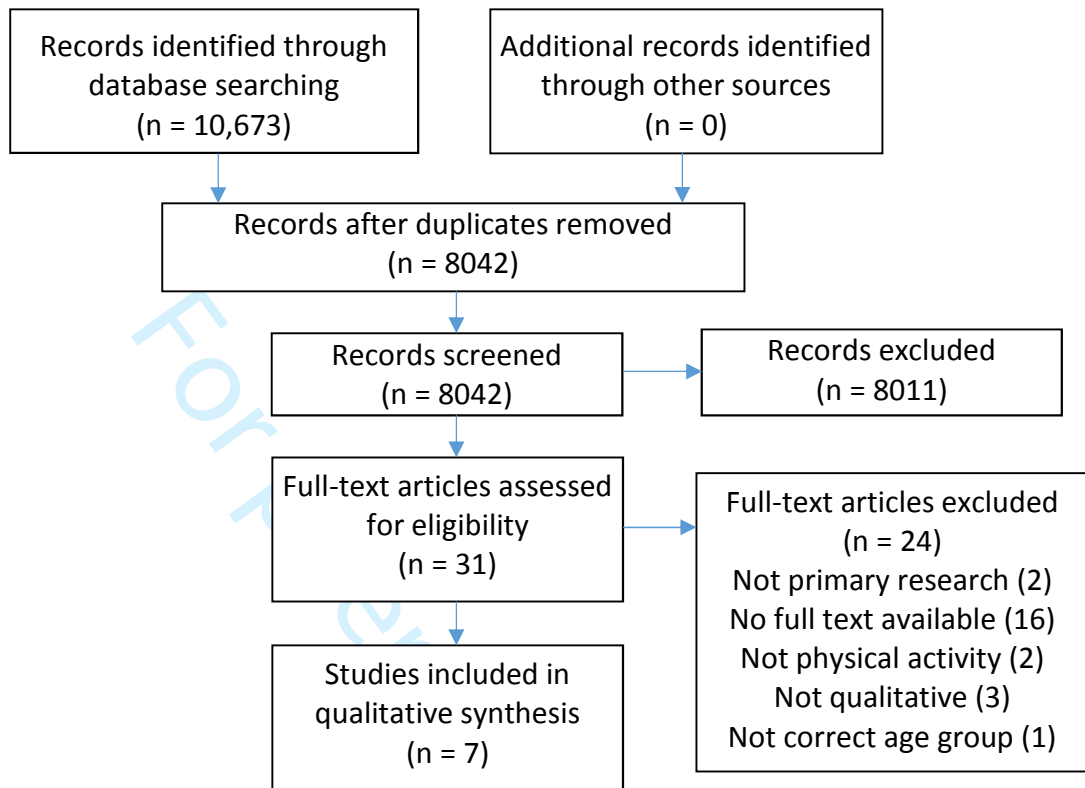 Records identified through
database searching
(n = 10,673)
Additional records identified
through other sources
(n = 0)
Records after duplicates removed
(n = 8042)
Records screened
(n = 8042)
Records excluded
(n = 8011)
Full-text articles assessed
for eligibility
(n = 31)
Full-text articles excluded
(n = 24)
Not primary research (2)
No full text available (16)
Not physical activity (2)
Not qualitative (3)
Not correct age group (1)
Studies included in
qualitative synthesis
(n = 7)
For